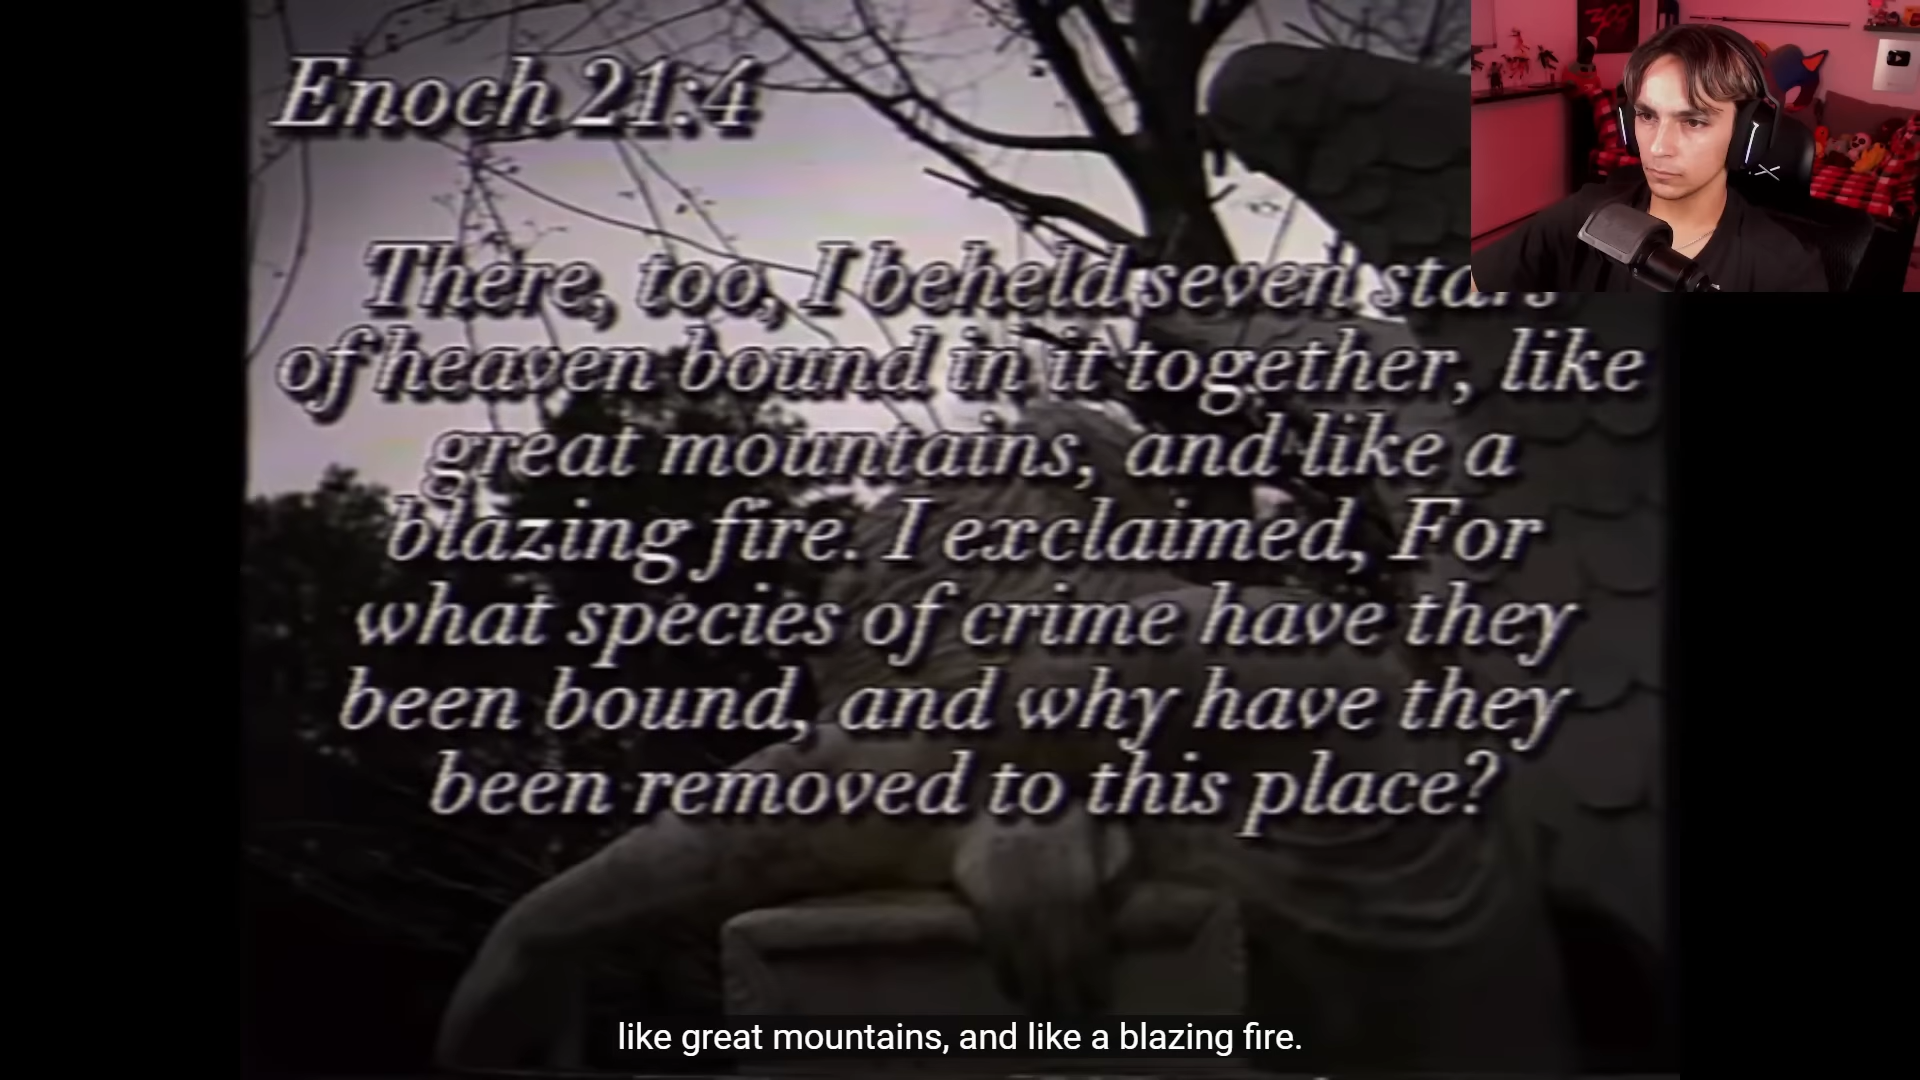 Enoch 21:4
There, too, I beheld seven stars
of heaven bound in it together, like
great mountains, and like a
blazing fire. I exclaimed, For
what species of crime have they
been bound, and why have they
been removed to this place?
like great mountains, and like a blazing fire.